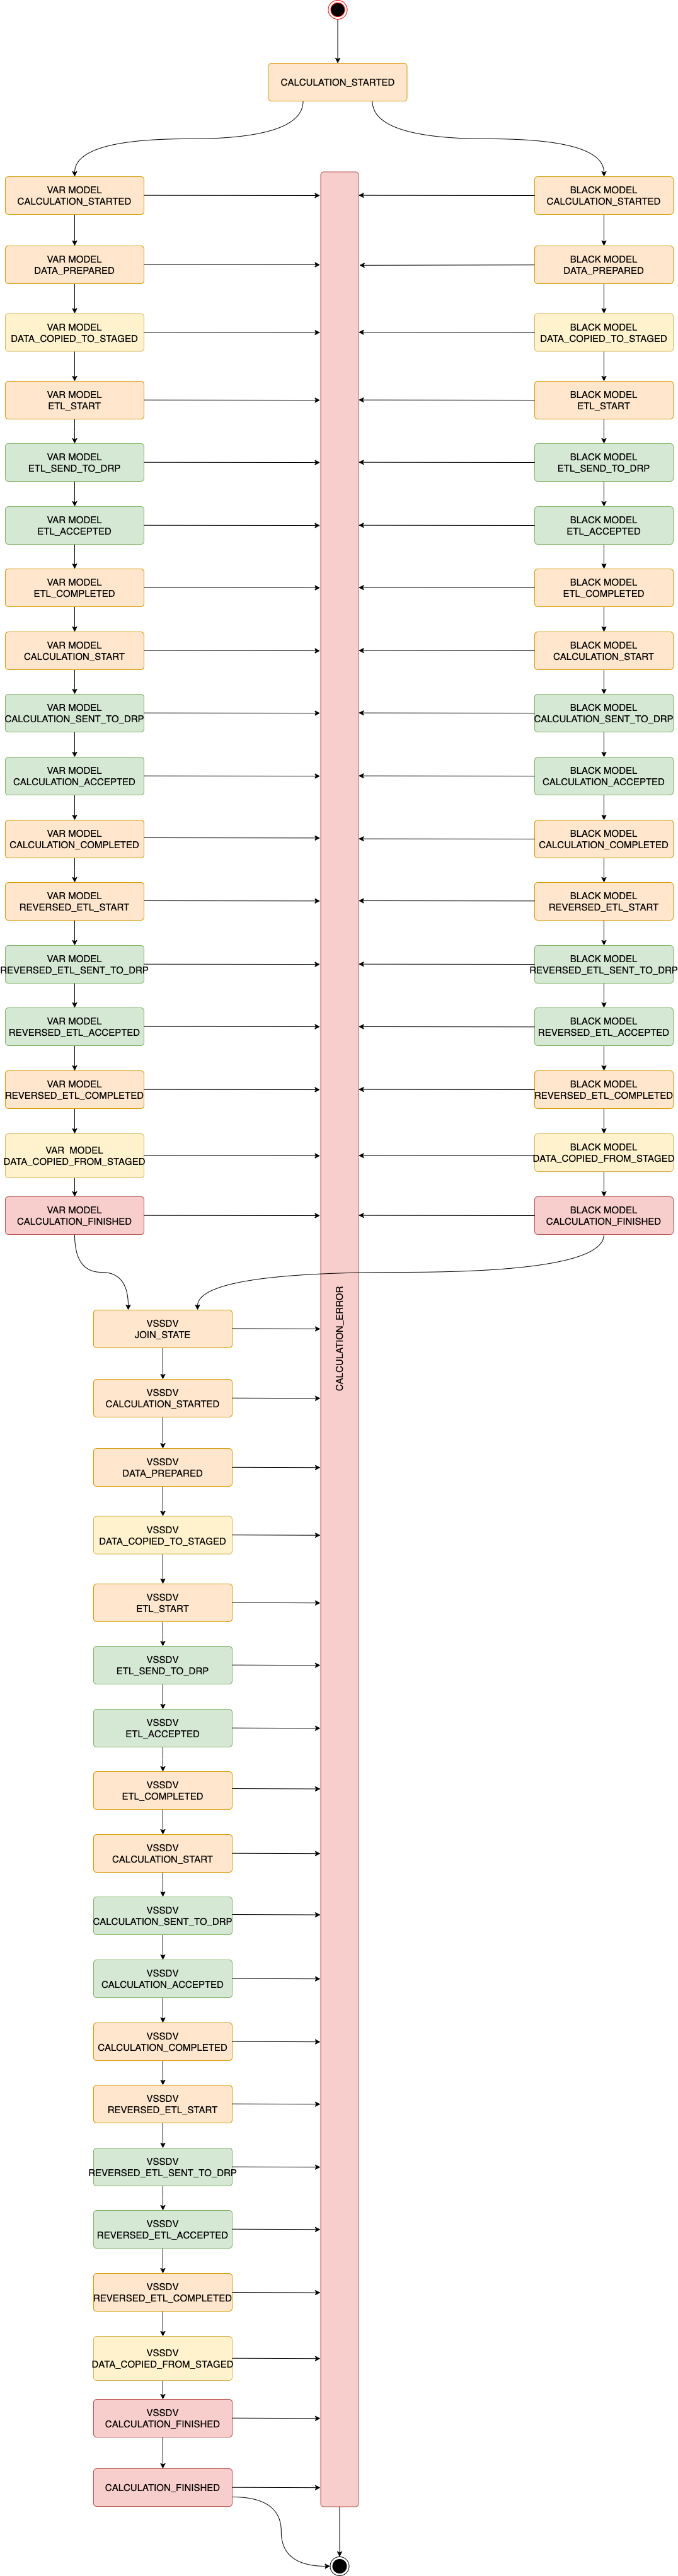 CALCULATION_STARTED
VAR MODEL
CALCULATION_STARTED
BLACK MODEL
CALCULATION_STARTED
VAR MODEL
DATA_PREPARED
BLACK MODEL
DATA_PREPARED
VAR MODEL
DATA_COPIED_TO_STAGED
BLACK MODEL
DATA_COPIED_TO_STAGED
VAR MODEL
ETL_START
BLACK MODEL
ETL_START
VAR MODEL
ETL_SEND_TO_DRP
BLACK MODEL
ETL_SEND_TO_DRP
VAR MODEL
ETL_ACCEPTED
BLACK MODEL
ETL_ACCEPTED
VAR MODEL
ETL_COMPLETED
BLACK MODEL
ETL_COMPLETED
VAR MODEL
CALCULATION_START
BLACK MODEL
CALCULATION_START
VAR MODEL
CALCULATION_SENT_TO_DRP
BLACK MODEL
CALCULATION_SENT_TO_DRP
VAR MODEL
CALCULATION_ACCEPTED
BLACK MODEL
CALCULATION_ACCEPTED
VAR MODEL
CALCULATION_COMPLETED
BLACK MODEL
CALCULATION_COMPLETED
VAR MODEL
REVERSED_ETL_START
BLACK MODEL
REVERSED_ETL_START
VAR MODEL
REVERSED_ETL_SENT_TO_DRP
BLACK MODEL
REVERSED_ETL_SENT_TO_DRP
VAR MODEL
REVERSED_ETL_ACCEPTED
BLACK MODEL
REVERSED_ETL_ACCEPTED
VAR MODEL
REVERSED_ETL_COMPLETED
BLACK MODEL
REVERSED_ETL_COMPLETED
VAR MODEL
DATA_COPIED_FROM_STAGED
BLACK MODEL
DATA_COPIED_FROM_STAGED
VAR MODEL
CALCULATION_FINISHED
BLACK MODEL
CALCULATION_FINISHED
CALCULATION_ERROR
VSSDV
JOIN_STATE
VSSDV
CALCULATION_STARTED
VSSDV
DATA_PREPARED
VSSDV
DATA_COPIED_TO_STAGED
VSSDV
ETL_START
VSSDV
ETL_SEND_TO_DRP
VSSDV
ETL_ACCEPTED
VSSDV
ETL_COMPLETED
VSSDV
CALCULATION_START
VSSDV
CALCULATION_SENT_TO_DRP
VSSDV
CALCULATION_ACCEPTED
VSSDV
CALCULATION_COMPLETED
VSSDV
REVERSED_ETL_START
VSSDV
REVERSED_ETL_SENT_TO_DRP
VSSDV
REVERSED_ETL_ACCEPTED
VSSDV
REVERSED_ETL_COMPLETED
VSSDV
DATA_COPIED_FROM_STAGED
VSSDV
CALCULATION_FINISHED
CALCULATION_FINISHED